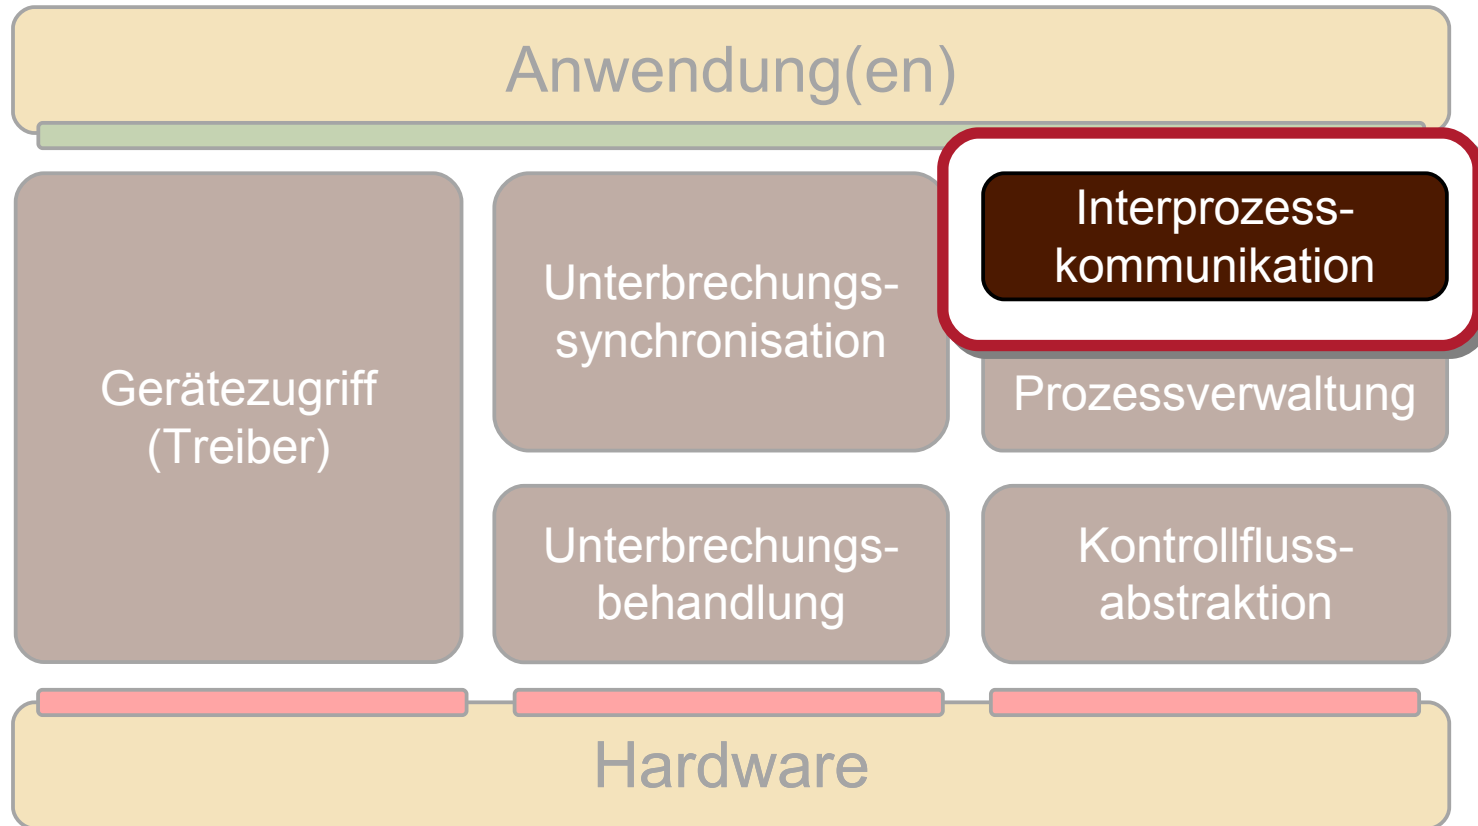 Anwendung(en)
Interprozess-
kommunikation
Unterbrechungs-
synchronisation
Gerätezugriff
(Treiber)
Prozessverwaltung
Unterbrechungs-
behandlung
Kontrollfluss-
abstraktion
Hardware